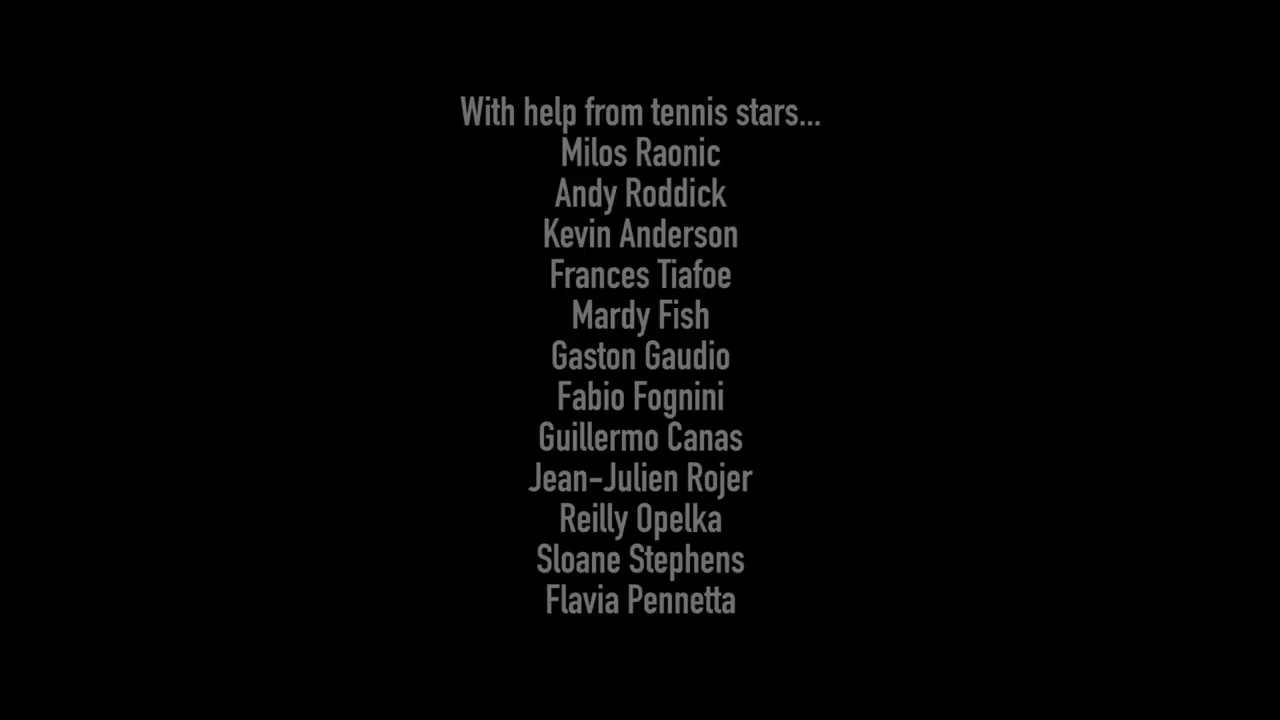 With help from tennis stars...
Milos Raonic
Andy Roddick
Kevin Anderson
Frances Tiafoe
Mardy Fish
Gaston Gaudio
Fabio Fognini
Guillermo Canas
Jean-Julien Rojer
Reilly Opelka
Sloane Stephens
Flavia Pennetta